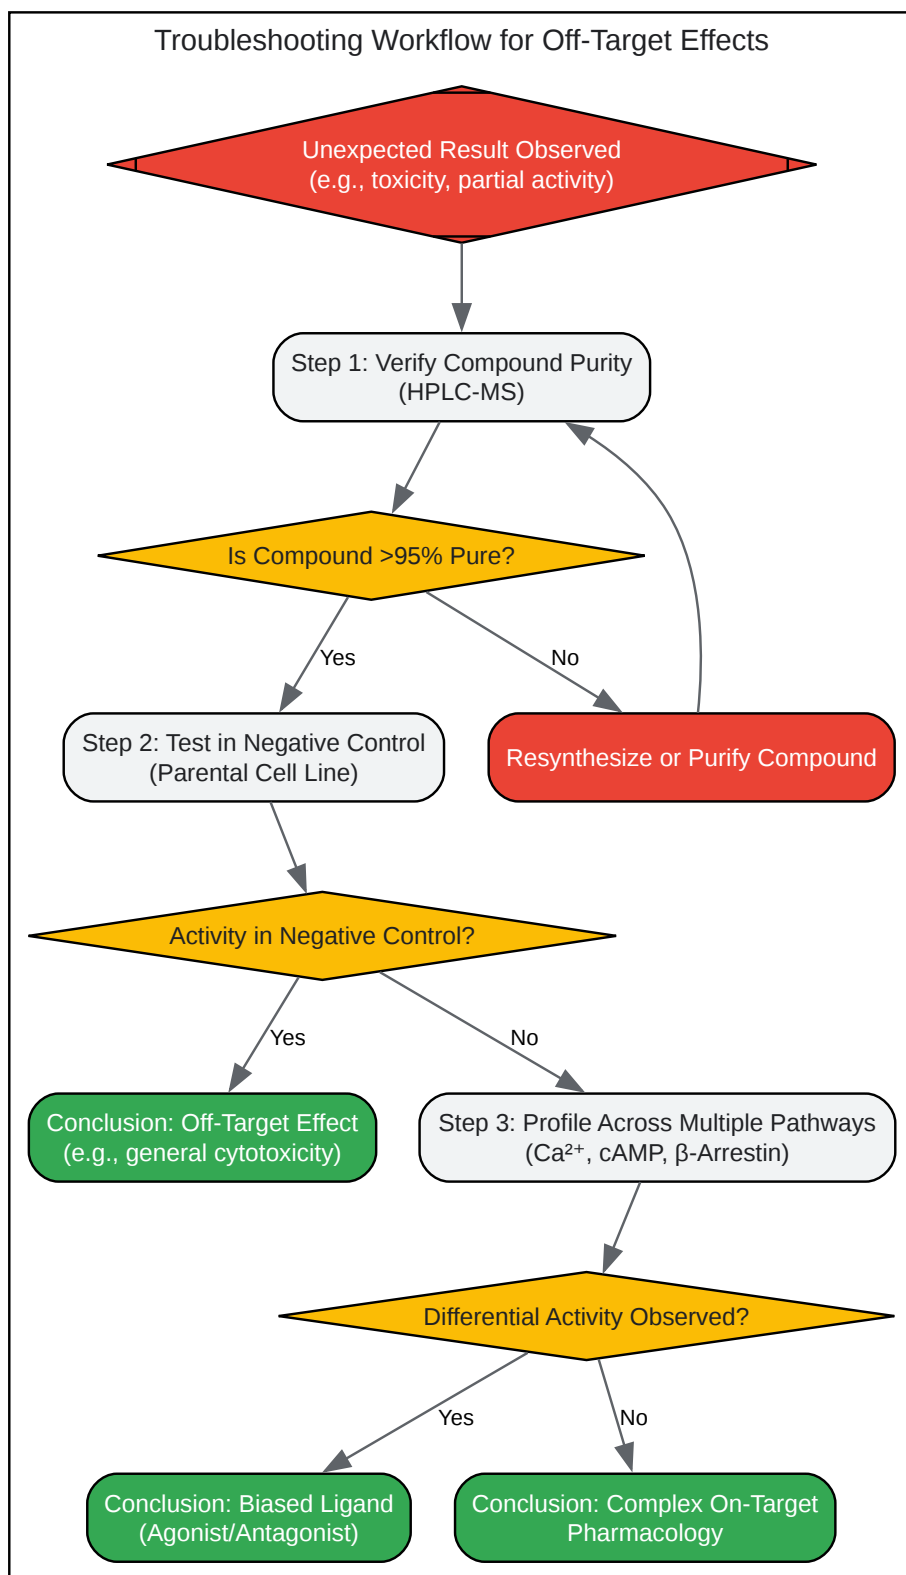 Troubleshooting Workflow for Off-Target Effects
Unexpected Result Observed
(e.g., toxicity, partial activity)
Step 1: Verify Compound Purity
(HPLC-MS)
Is Compound >95% Pure?
Yes
No
Step 2: Test in Negative Control
(Parental Cell Line)
Resynthesize or Purify Compound
Activity in Negative Control?
Yes
No
Conclusion: Off-Target Effect
(e.g., general cytotoxicity)
Step 3: Profile Across Multiple Pathways
(Ca²⁺, cAMP, β-Arrestin)
Differential Activity Observed?
Yes
No
Conclusion: Biased Ligand
(Agonist/Antagonist)
Conclusion: Complex On-Target
Pharmacology